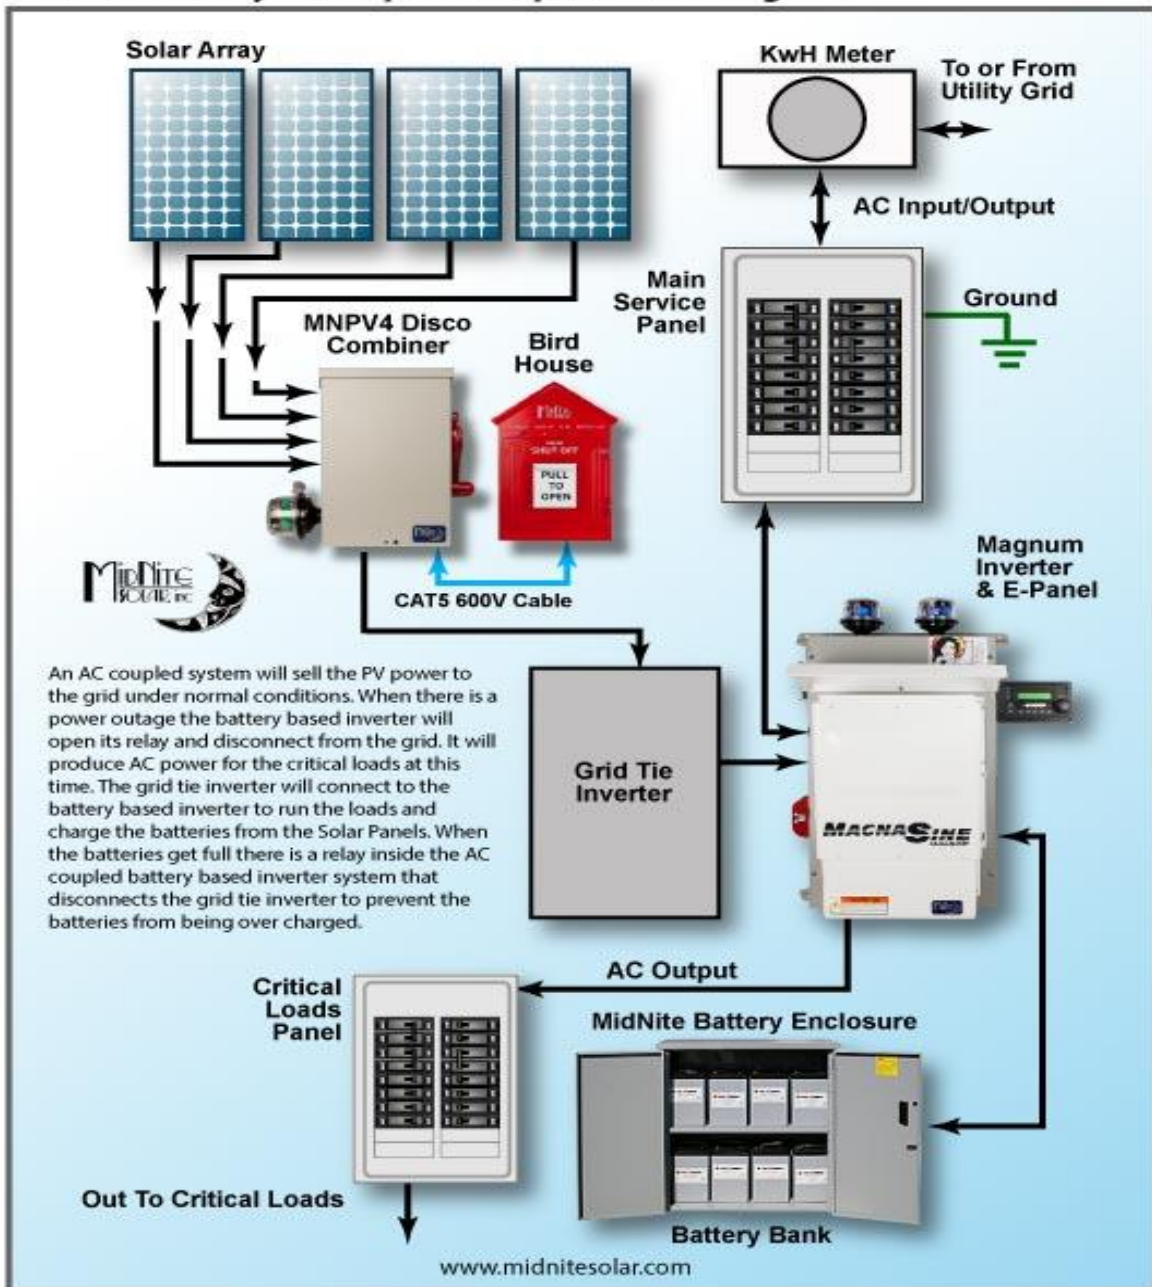 Solar Array
KwH Meter
To or From
Utility Grid
AC Input/Output
Main
Service
Panel
Ground
MNPV4 Disco
Combiner
Bird
House
SHUT OFF
PULL
TO
OPEN
CAT5 600V Cable
MIDNITE
SOLAR INC
Magnum
Inverter
& E-Panel
An AC coupled system will sell the PV power to
the grid under normal conditions. When there is a
power outage the battery based inverter will
open its relay and disconnect from the grid. It will
produce AC power for the critical loads at this
time. The grid tie inverter will connect to the
battery based inverter to run the loads and
charge the batteries from the Solar Panels. When
the batteries get full there is a relay inside the AC
coupled battery based inverter system that
disconnects the grid tie inverter to prevent the
batteries from being over charged.
Grid Tie
Inverter
MAGNASINE
AC Output
Critical
Loads
Panel
MidNite Battery Enclosure
Out To Critical Loads
Battery Bank
www.midnitesolar.com